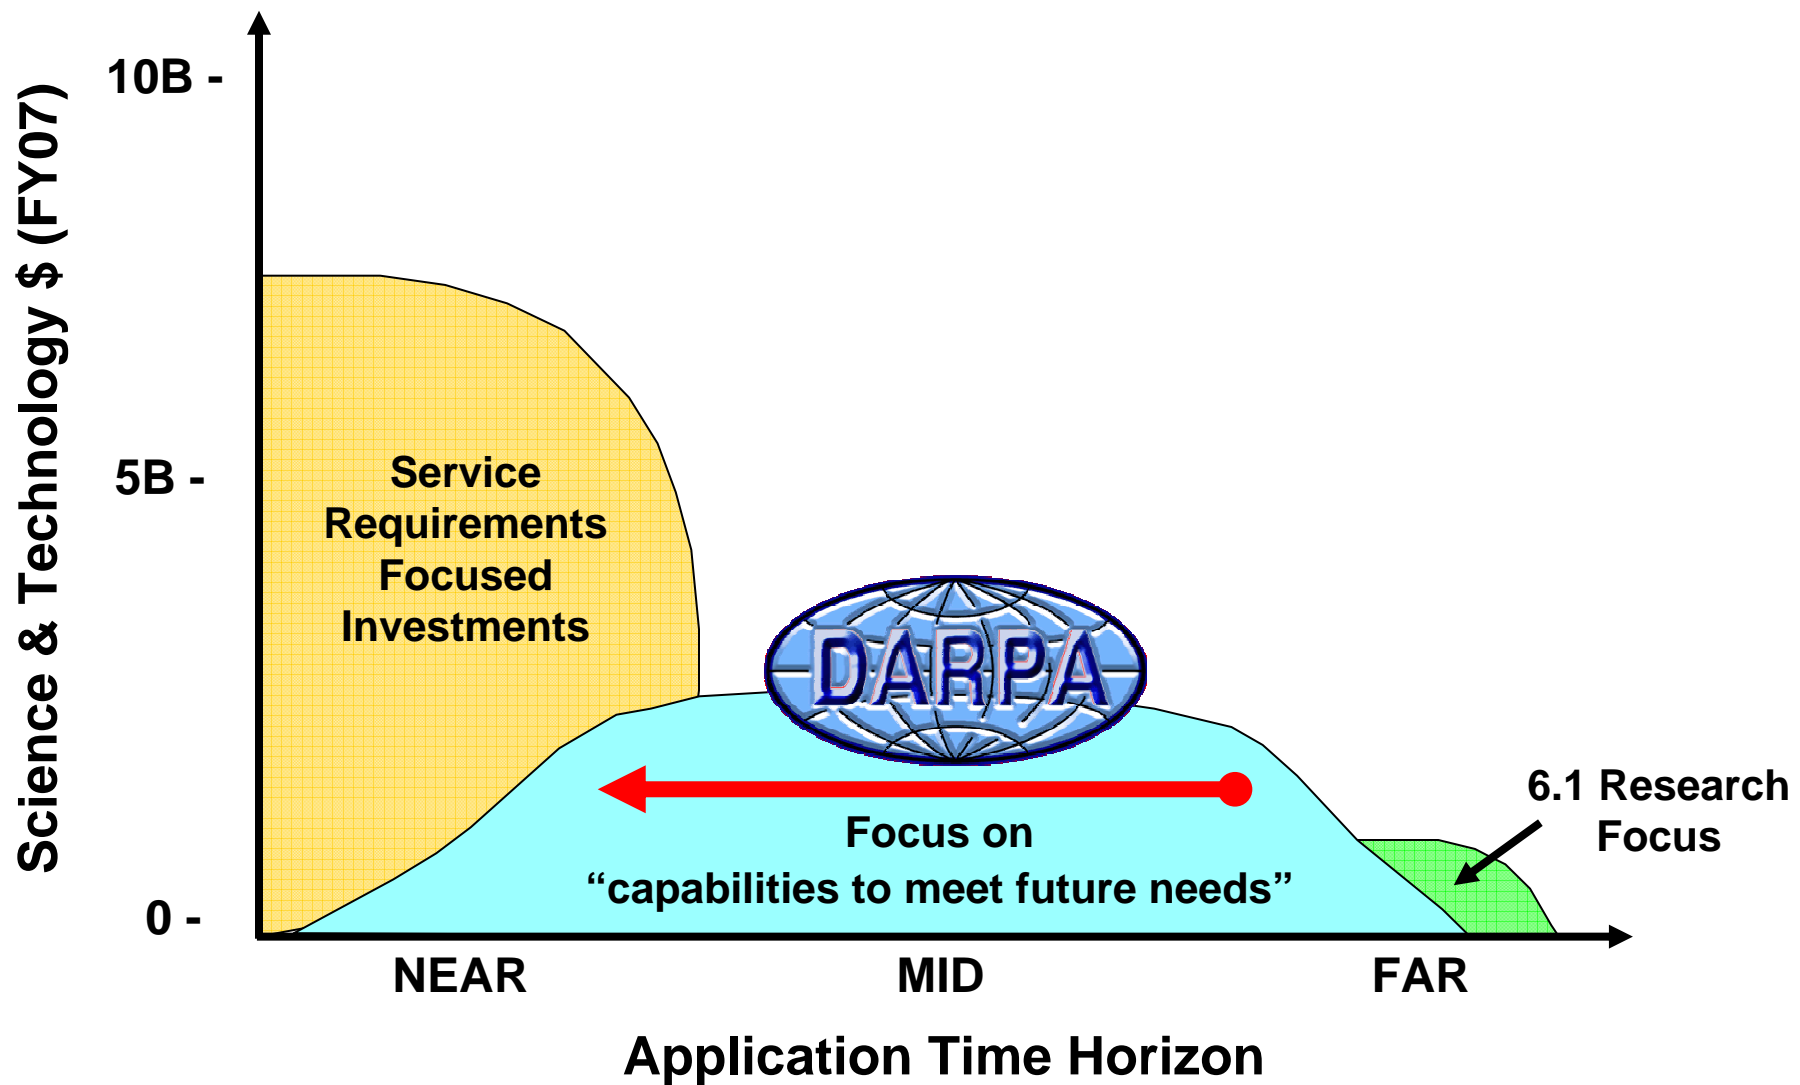 Science & Technology $ (FY07)
10B -
5B -
0 -
Service
Requirements
Focused
Investments
DARPA
Focus on
“capabilities to meet future needs”
6.1 Research
Focus
NEAR
MID
FAR
Application Time Horizon